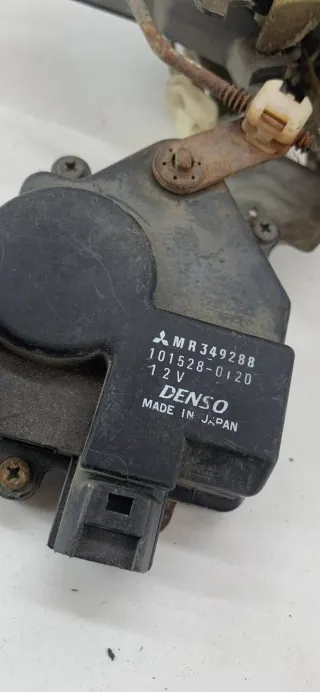 MR349288
101528-0120
12V
DENSO
MADE IN JAPAN